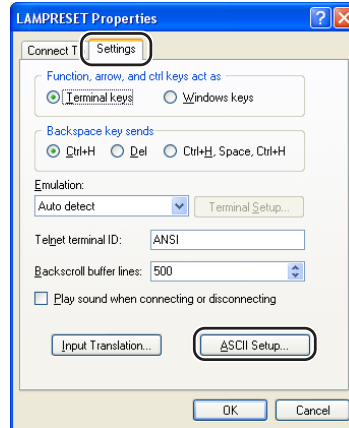 LAMPRESET Properties
Connect T Settings
Function, arrow, and ctrl keys act as
Terminal keys Windows keys
Backspace key sends
Ctrl+H Del Ctrl+H, Space, Ctrl+H
Emulation:
Auto detect Terminal Setup...
Telnet terminal ID: ANSI
Backscroll buffer lines: 500
Play sound when connecting or disconnecting
Input Translation... ASCII Setup...
OK Cancel